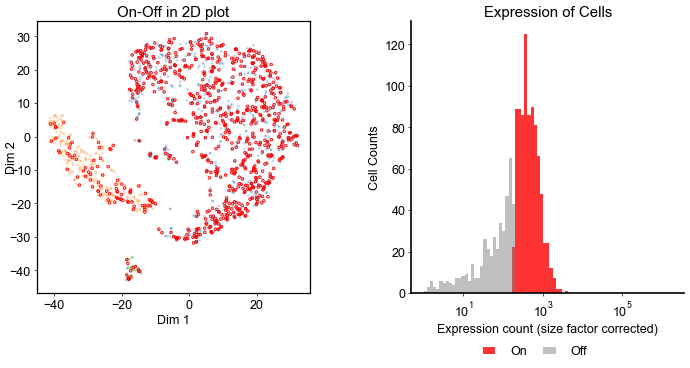 On-Off in 2D plot
30
20
10
0
−10
−20
−30
−40
Dim 2
−40 −20 0 20
Dim 1
Expression of Cells
120
100
80
60
40
20
0
Cell Counts
10^1 10^3 10^5
Expression count (size factor corrected)
On Off